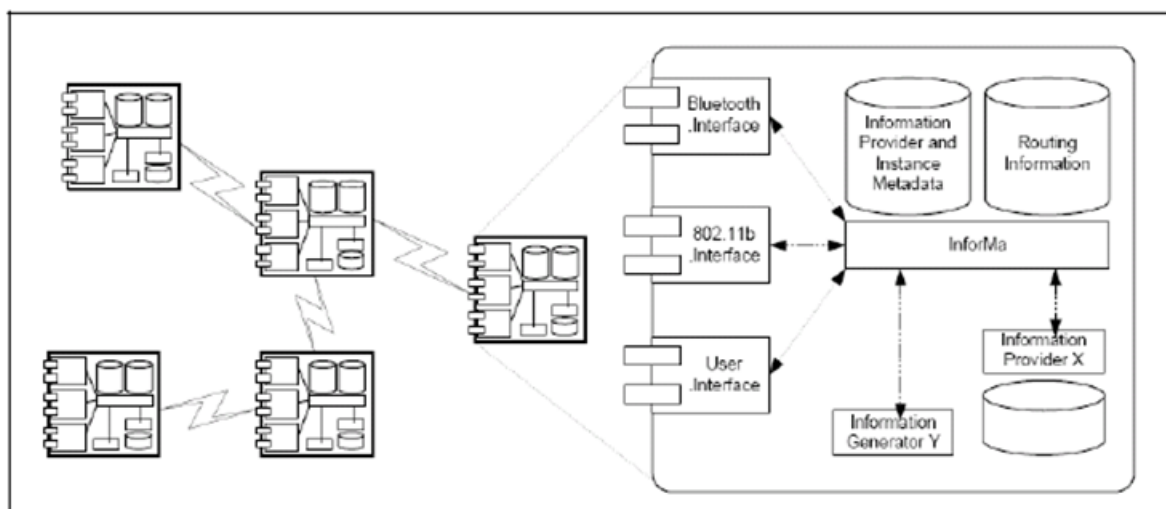 Bluetooth
.Interface
Information
Provider and
Instance
Metadata
Routing
Information
802.11b
.Interface
InforMa
User
.Interface
Information
Provider X
Information
Generator Y